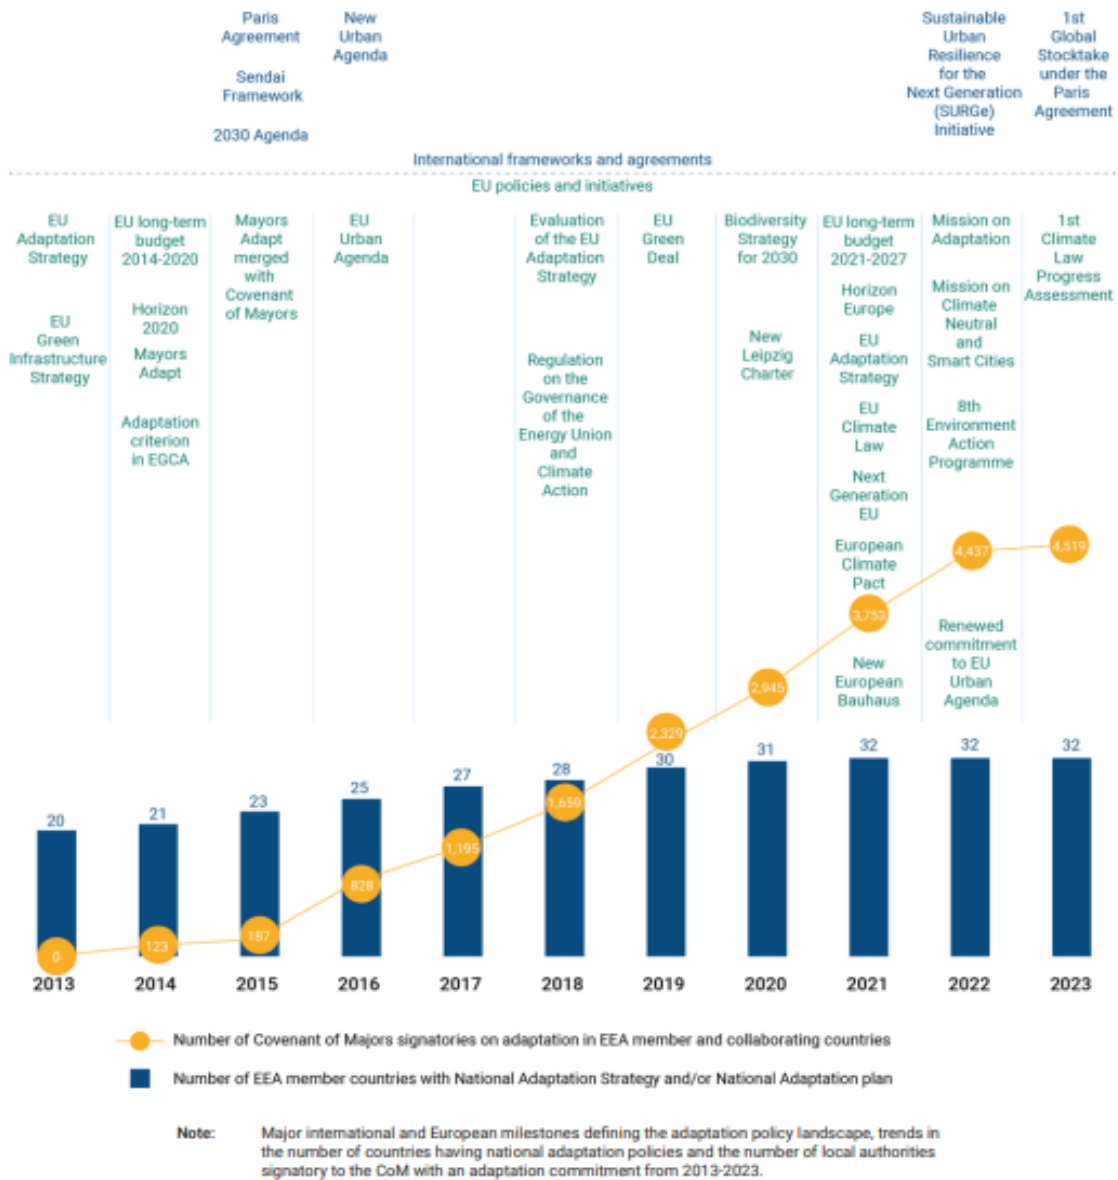 Paris
Agreement
Sendai
Framework
2030 Agenda
New
Urban
Agenda
Sustainable
Urban
Resilience
for the
Next Generation
(SURGe)
Initiative
1st
Global
Stocktake
under the
Paris
Agreement
International frameworks and agreements
EU policies and initiatives
EU
Adaptation
Strategy
EU
Green
Infrastructure
Strategy
EU long-term
budget
2014-2020
Horizon
2020
Mayors
Adapt
Adaptation
criterion
in EGCA
Mayors
Adapt
merged
with
Covenant
of Mayors
EU
Urban
Agenda
Evaluation
of the EU
Adaptation
Strategy
Regulation
on the
Governance
of the
Energy Union
and
Climate
Action
EU
Green
Deal
Biodiversity
Strategy
for 2030
New
Leipzig
Charter
EU long-term
budget
2021-2027
Horizon
Europe
EU
Adaptation
Strategy
EU
Climate
Law
Next
Generation
EU
European
Climate
Pact
New
European
Bauhaus
Mission on
Adaptation
Mission on
Climate
Neutral
and
Smart Cities
8th
Environment
Action
Programme
Renewed
commitment
to EU
Urban
Agenda
1st
Climate
Law
Progress
Assessment
0
123
187
828
1,195
1,659
2,329
2,945
3,753
4,437
4,519
20
21
23
25
27
28
30
31
32
32
32
2013
2014
2015
2016
2017
2018
2019
2020
2021
2022
2023
Number of Covenant of Majors signatories on adaptation in EEA member and collaborating countries
Number of EEA member countries with National Adaptation Strategy and/or National Adaptation plan
Note: Major international and European milestones defining the adaptation policy landscape, trends in
the number of countries having national adaptation policies and the number of local authorities
signatory to the CoM with an adaptation commitment from 2013-2023.